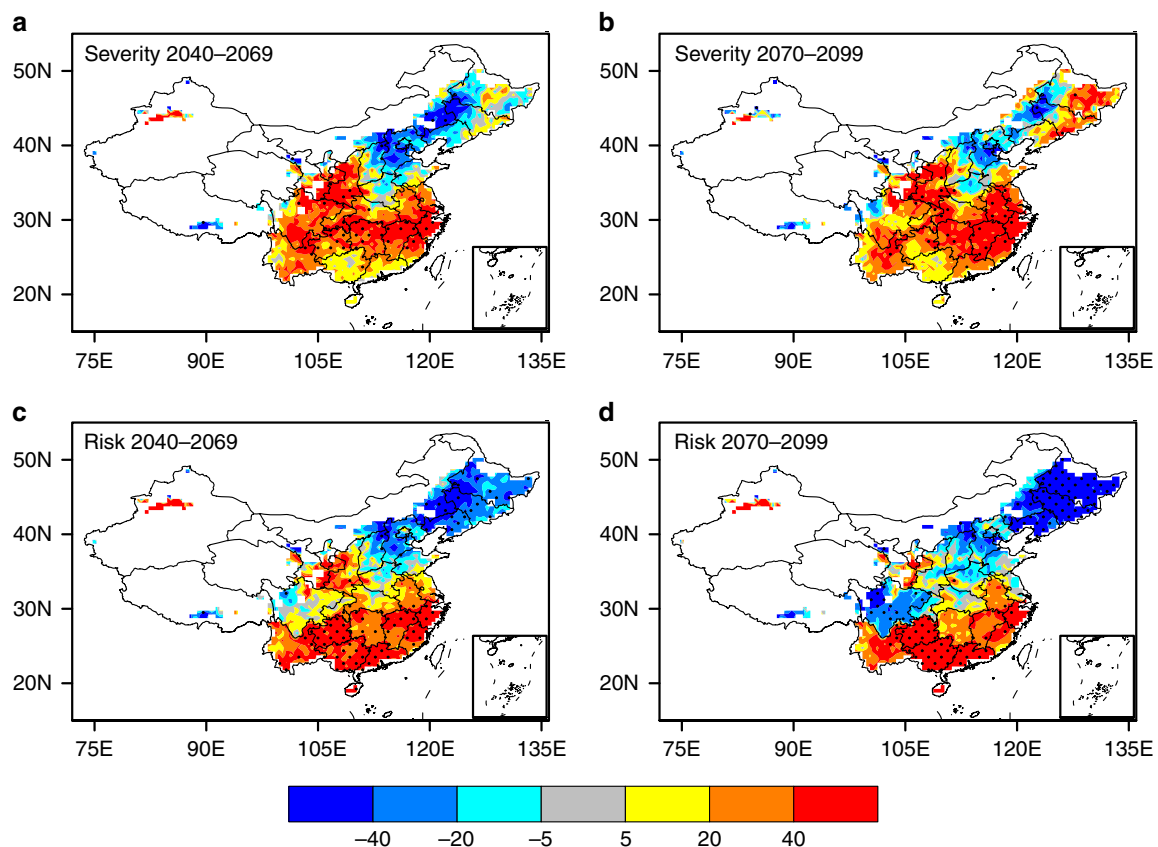 a
b
Severity 2040–2069
Severity 2070–2099
50N
50N
40N
40N
30N
30N
20N
20N
75E 90E 105E 120E 135E
75E 90E 105E 120E 135E
c
d
Risk 2040–2069
Risk 2070–2099
50N
50N
40N
40N
30N
30N
20N
20N
75E 90E 105E 120E 135E
75E 90E 105E 120E 135E
–40 –20 –5 5 20 40